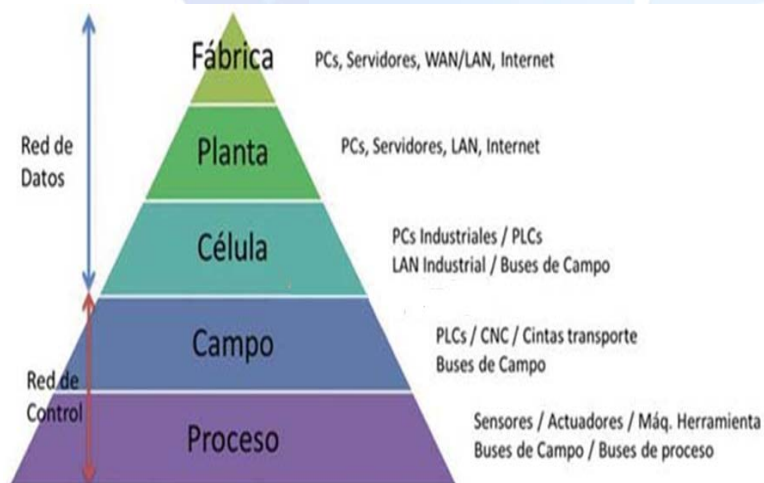 Fábrica
PCs, Servidores, WAN/LAN, Internet
Red de
Datos
Planta
PCs, Servidores, LAN, Internet
Célula
PCs Industriales / PLCs
LAN Industrial / Buses de Campo
Campo
PLCs / CNC / Cintas transporte
Buses de Campo
Red de
Control
Proceso
Sensores / Actuadores / Máq. Herramienta
Buses de Campo / Buses de proceso